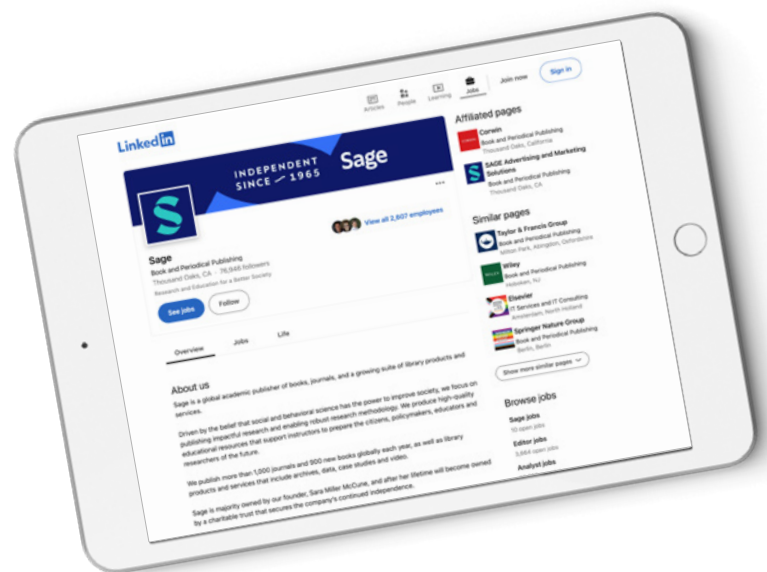 LinkedIn
Articles
People
Learning
Jobs
Join now
Sign in
INDEPENDENT
SINCE 1965
Sage
S
View all 2,607 employees
Sage
Book and Periodical Publishing
Thousand Oaks, CA · 76,946 followers
Research and Education for a Better Society
See jobs
Follow
Overview
Jobs
Life
About us
Sage is a global academic publisher of books, journals, and a growing suite of library products and
services.
Driven by the belief that social and behavioral science has the power to improve society, we focus on
publishing impactful research and enabling robust research methodology. We produce high-quality
educational resources that support instructors to prepare the citizens, policymakers, educators and
researchers of the future.
We publish more than 1,000 journals and 900 new books globally each year, as well as library
products and services that include archives, data, case studies and video.
Sage is majority owned by our founder, Sara Miller McCune, and after her lifetime will become owned
by a charitable trust that secures the company's continued independence.
Affiliated pages
Corwin
Book and Periodical Publishing
Thousand Oaks, California
S
SAGE Advertising and Marketing
Solutions
Book and Periodical Publishing
Thousand Oaks, CA
Similar pages
Taylor & Francis Group
Book and Periodical Publishing
Milton Park, Abingdon, Oxfordshire
Wiley
Book and Periodical Publishing
Hoboken, NJ
Elsevier
IT Services and IT Consulting
Amsterdam, North Holland
Springer Nature Group
Book and Periodical Publishing
Berlin, Berlin
Show more similar pages
Browse jobs
Sage jobs
10 open jobs
Editor jobs
3,664 open jobs
Analyst jobs